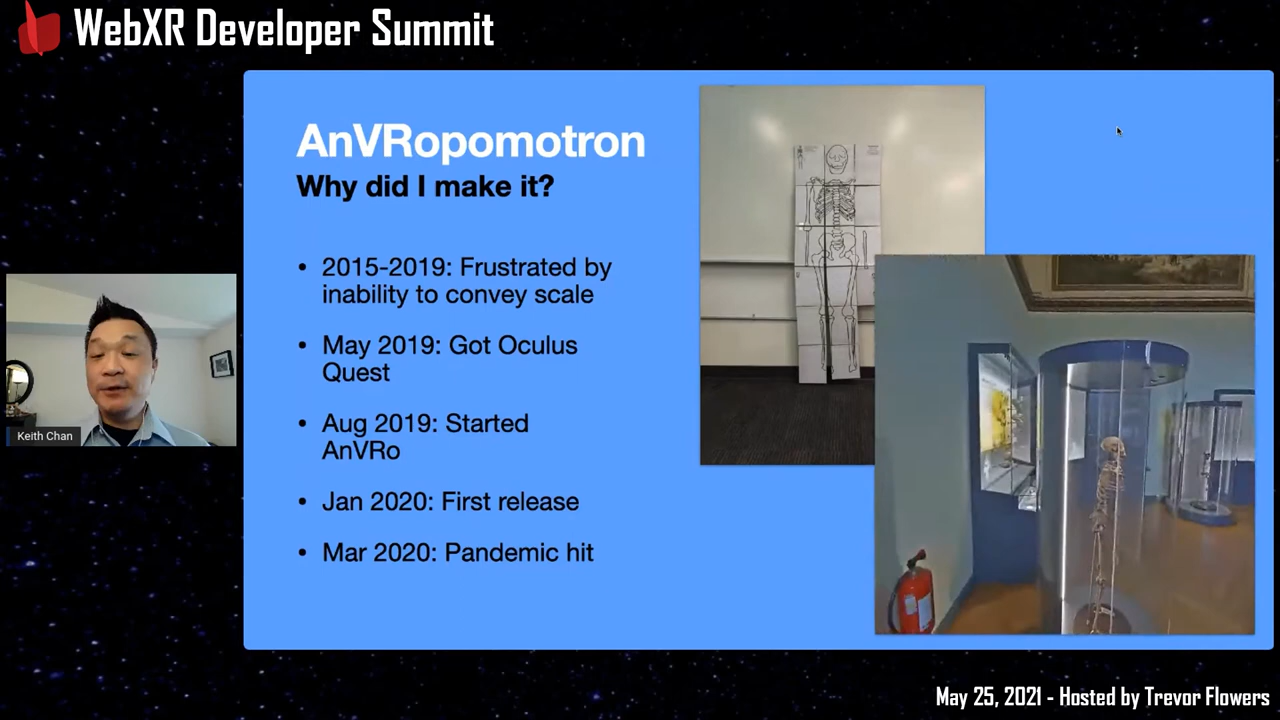 WebXR Developer Summit
AnVRopomotron
Why did I make it?
• 2015-2019: Frustrated by
inability to convey scale
• May 2019: Got Oculus
Quest
• Aug 2019: Started
AnVRo
• Jan 2020: First release
• Mar 2020: Pandemic hit
Keith Chan
May 25, 2021 - Hosted by Trevor Flowers